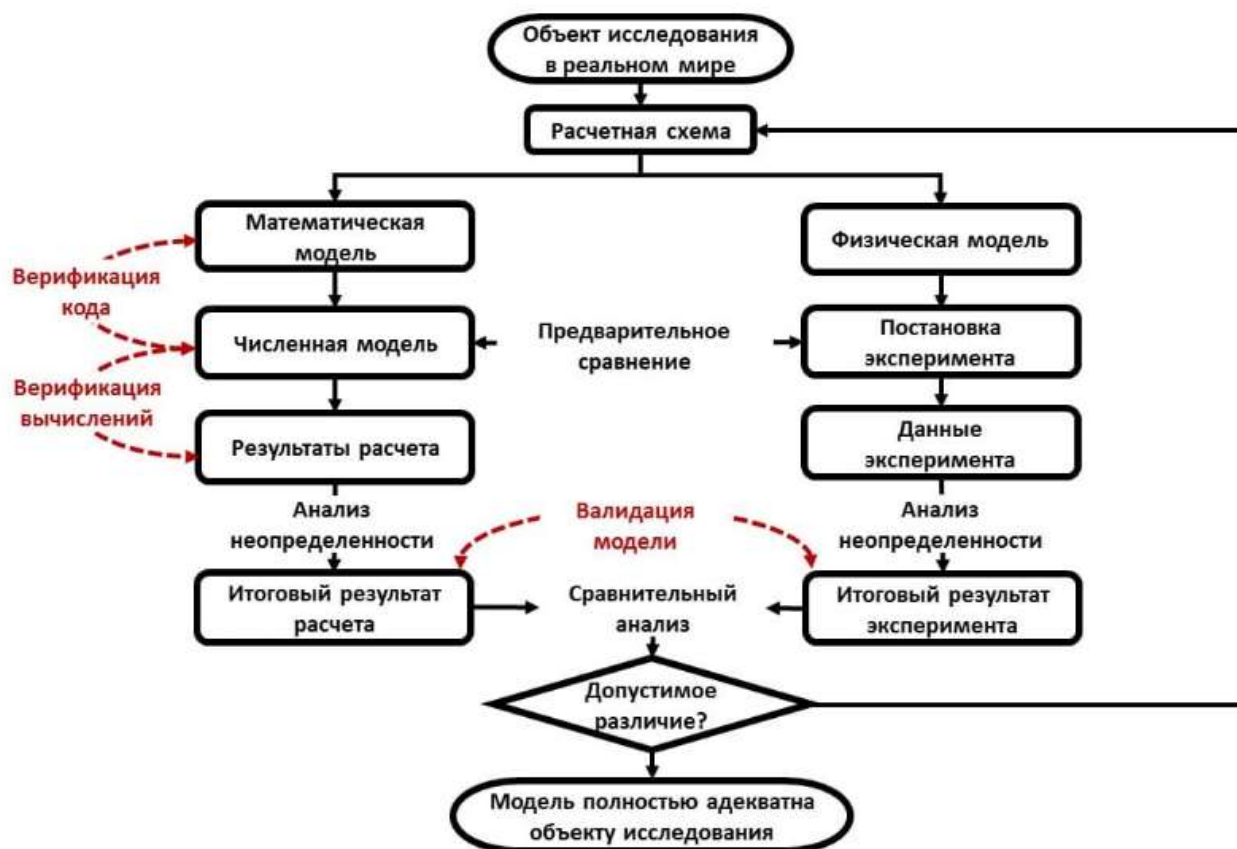 Объект исследования
в реальном мире
Расчетная схема
Математическая
модель
Физическая модель
Верификация
кода
Численная модель
Предварительное
сравнение
Постановка
эксперимента
Верификация
вычислений
Результаты расчета
Данные
эксперимента
Анализ
неопределенности
Валидация
модели
Анализ
неопределенности
Итоговый результат
расчета
Сравнительный
анализ
Итоговый результат
эксперимента
Допустимое
различие?
Модель полностью адекватна
объекту исследования